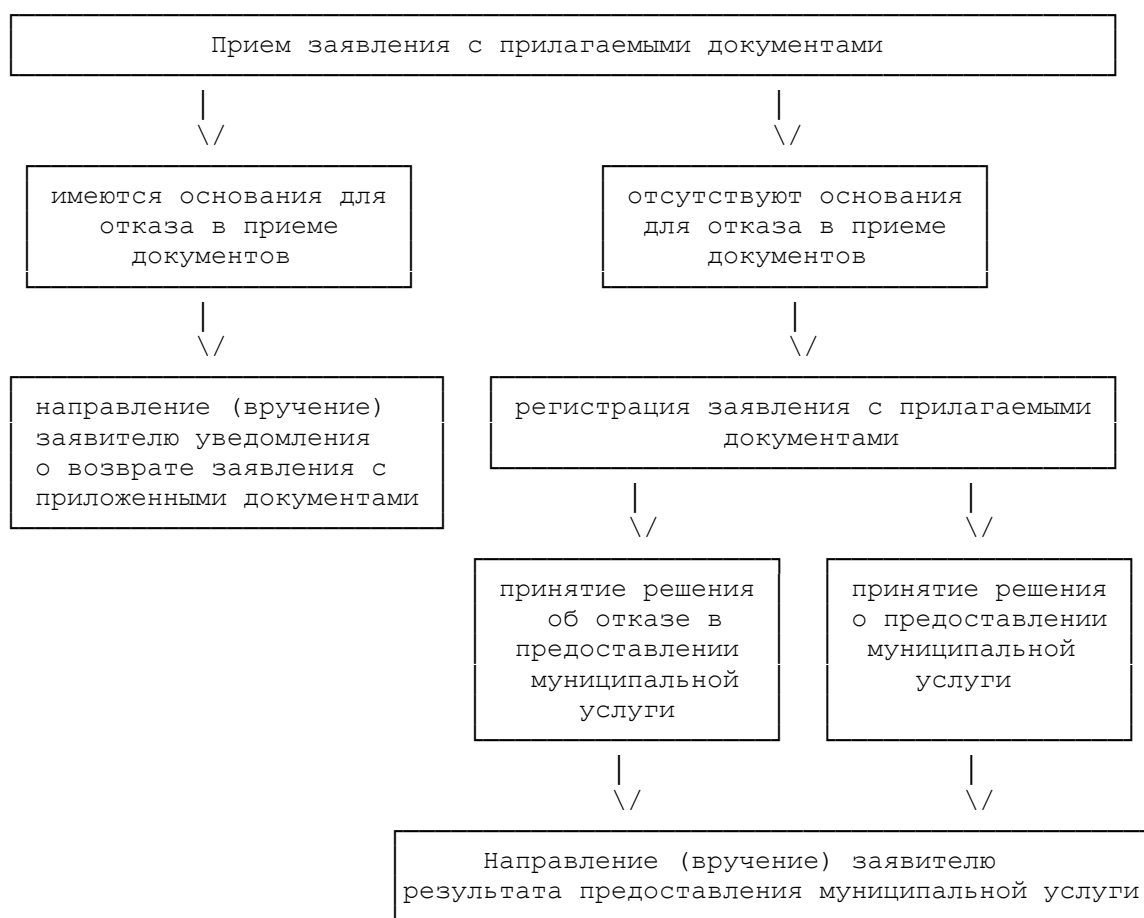 Прием заявления с прилагаемыми документами
имеются основания для
отказа в приеме
документов
отсутствуют основания
для отказа в приеме
документов
направление (вручение)
заявителю уведомления
о возврате заявления с
приложенными документами
регистрация заявления с прилагаемыми
документами
принятие решения
об отказе в
предоставлении
муниципальной
услуги
принятие решения
о предоставлении
муниципальной
услуги
Направление (вручение) заявителю
результата предоставления муниципальной услуги